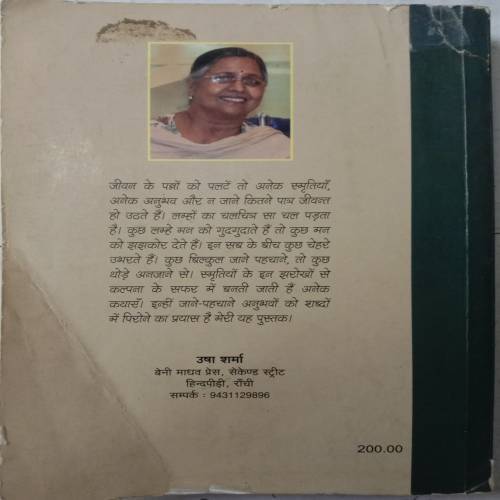 जीवन के पन्नों को पलटें तो अनेक स्मृतियाँ,
अनेक अनुभव और न जाने कितने पात्र जीवन्त
हो उठते हैं। लम्हों का चलचित्र सा चल पड़ता
है। कुछ लम्हे मन को गुदगुदाते हैं तो कुछ मन
को झझकोर देते हैं। इन सब के बीच कुछ चेहरे
उभरते हैं। कुछ बिल्कुल जाने पहचाने, तो कुछ
थोड़े अनजाने से। स्मृतियों के इन झरोखों से
कल्पना के सफर में बनती जाती हैं अनेक
कथाएँ। इन्हीं जाने-पहचाने अनुभवों को शब्दों
में पिरोने का प्रयास है मेरी यह पुस्तक।
उषा शर्मा
बेनी माधव प्रेस, सेकेण्ड स्ट्रीट
हिन्दपीढ़ी, राँची
सम्पर्क : 9431129896
200.00